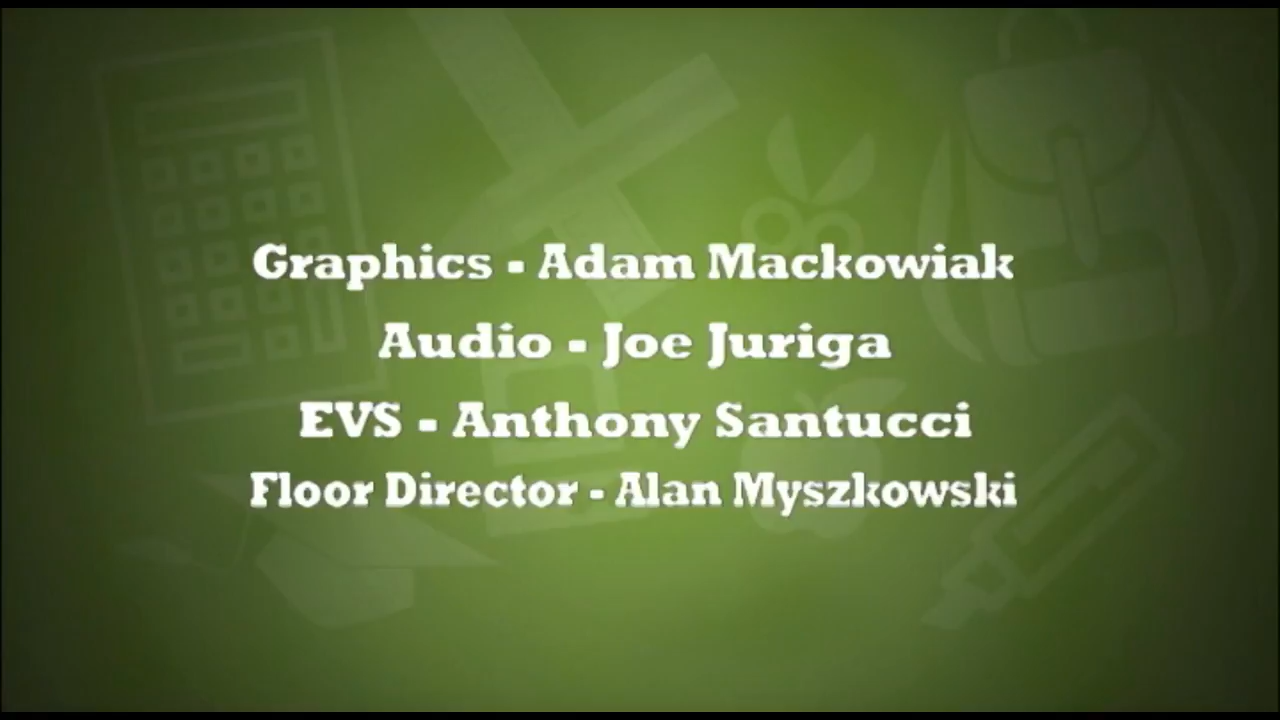 Graphics - Adam Mackowiak
Audio - Joe Juriga
EVS - Anthony Santucci
Floor Director - Alan Myszkowski